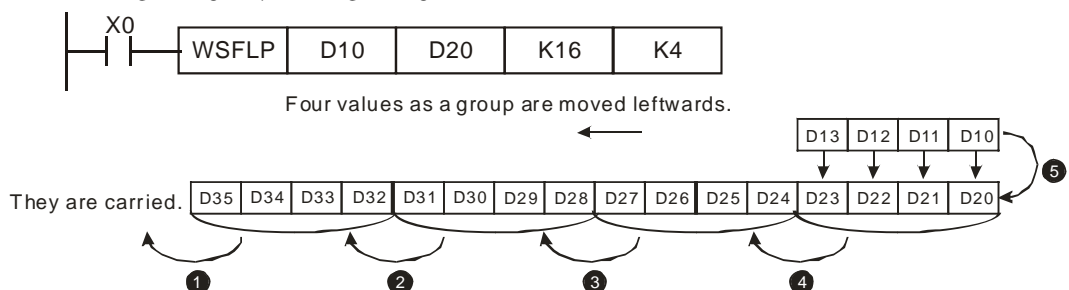 X0
WSFLP D10 D20 K16 K4
Four values as a group are moved leftwards.
D13 D12 D11 D10
5
They are carried. D35 D34 D33 D32 D31 D30 D29 D28 D27 D26 D25 D24 D23 D22 D21 D20
1 2 3 4